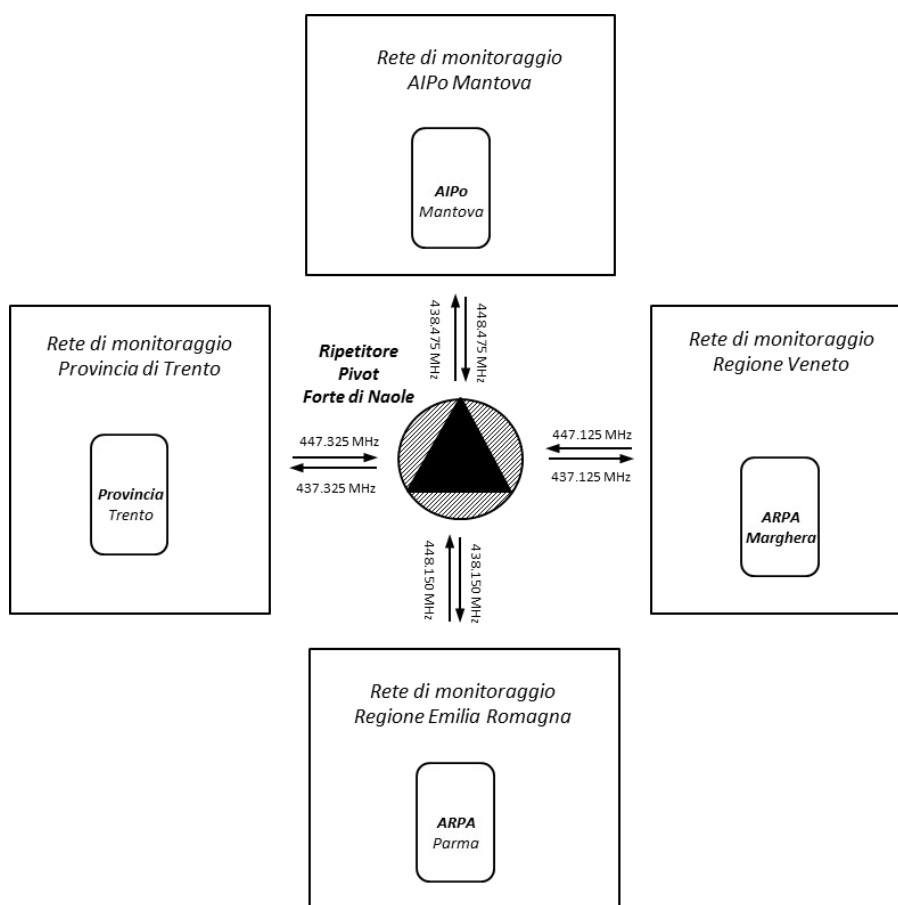 Rete di monitoraggio
AIPo Mantova
AIPo
Mantova
438.475 MHz
448.475 MHz
Rete di monitoraggio
Provincia di Trento
Provincia
Trento
Ripetitore
Pivot
Forte di Naole
447.325 MHz
437.325 MHz
447.125 MHz
437.125 MHz
Rete di monitoraggio
Regione Veneto
ARPA
Marghera
448.150 MHz
438.150 MHz
Rete di monitoraggio
Regione Emilia Romagna
ARPA
Parma